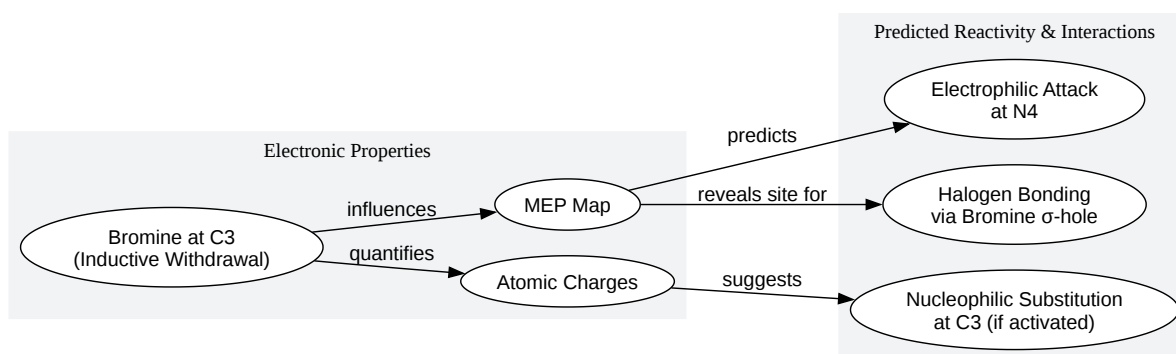 Predicted Reactivity & Interactions
Electrophilic Attack
at N4
predicts
Electronic Properties
MEP Map
reveals site for
Halogen Bonding
via Bromine σ-hole
influences
Bromine at C3
(Inductive Withdrawal)
quantifies
Atomic Charges
suggests
Nucleophilic Substitution
at C3 (if activated)